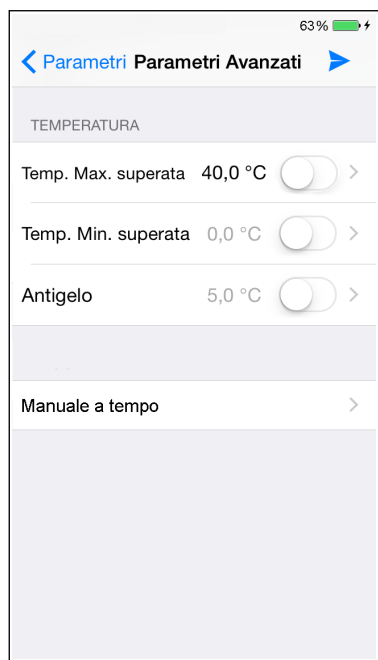 63%
Parametri Parametri Avanzati
TEMPERATURA
Temp. Max. superata 40,0 °C
Temp. Min. superata 0,0 °C
Antigelo 5,0 °C
Manuale a tempo